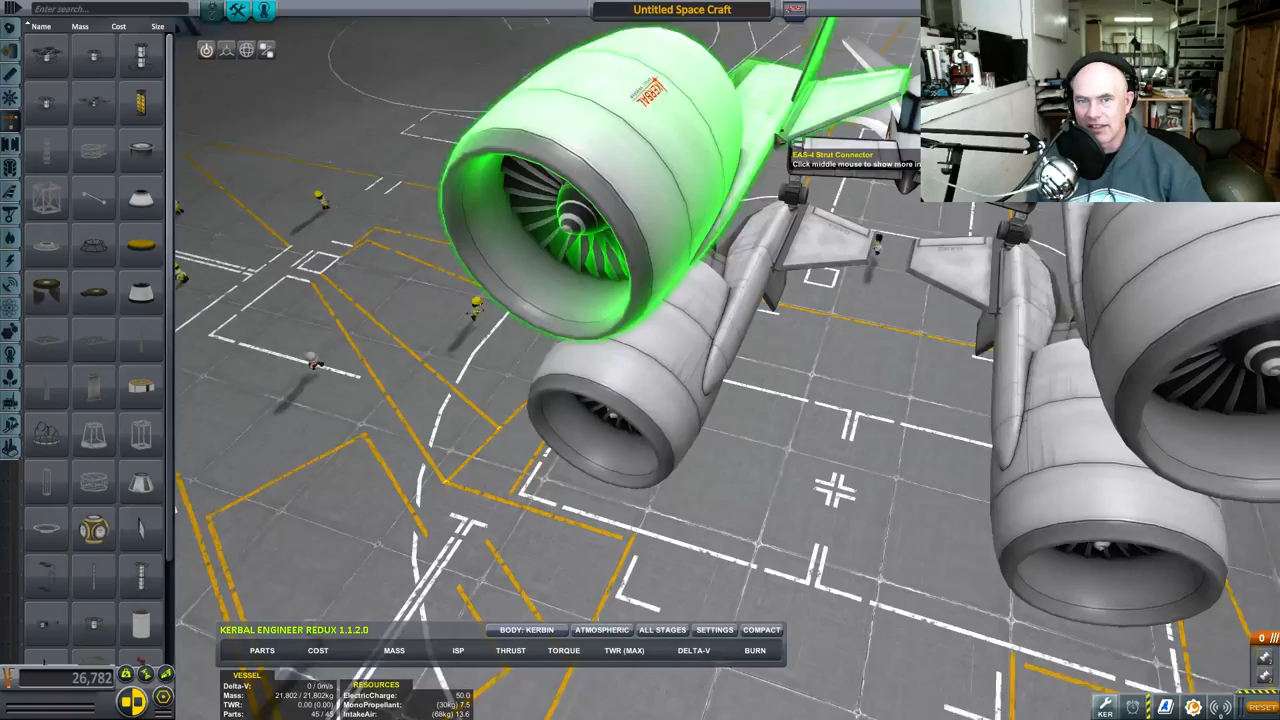 Enter search...
Untitled Space Craft
Name Mass Cost Size
KERBAL
EAS-4 Strut Connector
Click middle mouse to show more in
KERBAL ENGINEER REDUX 1.1.2.0
BODY: KERBIN ATMOSPHERIC ALL STAGES SETTINGS COMPACT
PARTS COST MASS ISP THRUST TORQUE TWR (MAX) DELTA-V BURN
26,782
VESSEL
Delta-V: 0 / 0m/s
Mass: 21,802 / 21,802kg
TWR: 0.00 (0.00)
Parts: 45 / 45
RESOURCES
ElectricCharge: 50.0
MonoPropellant: (30kg) 7.5
IntakeAir: (68kg) 13.6
0
KER
0
RESET